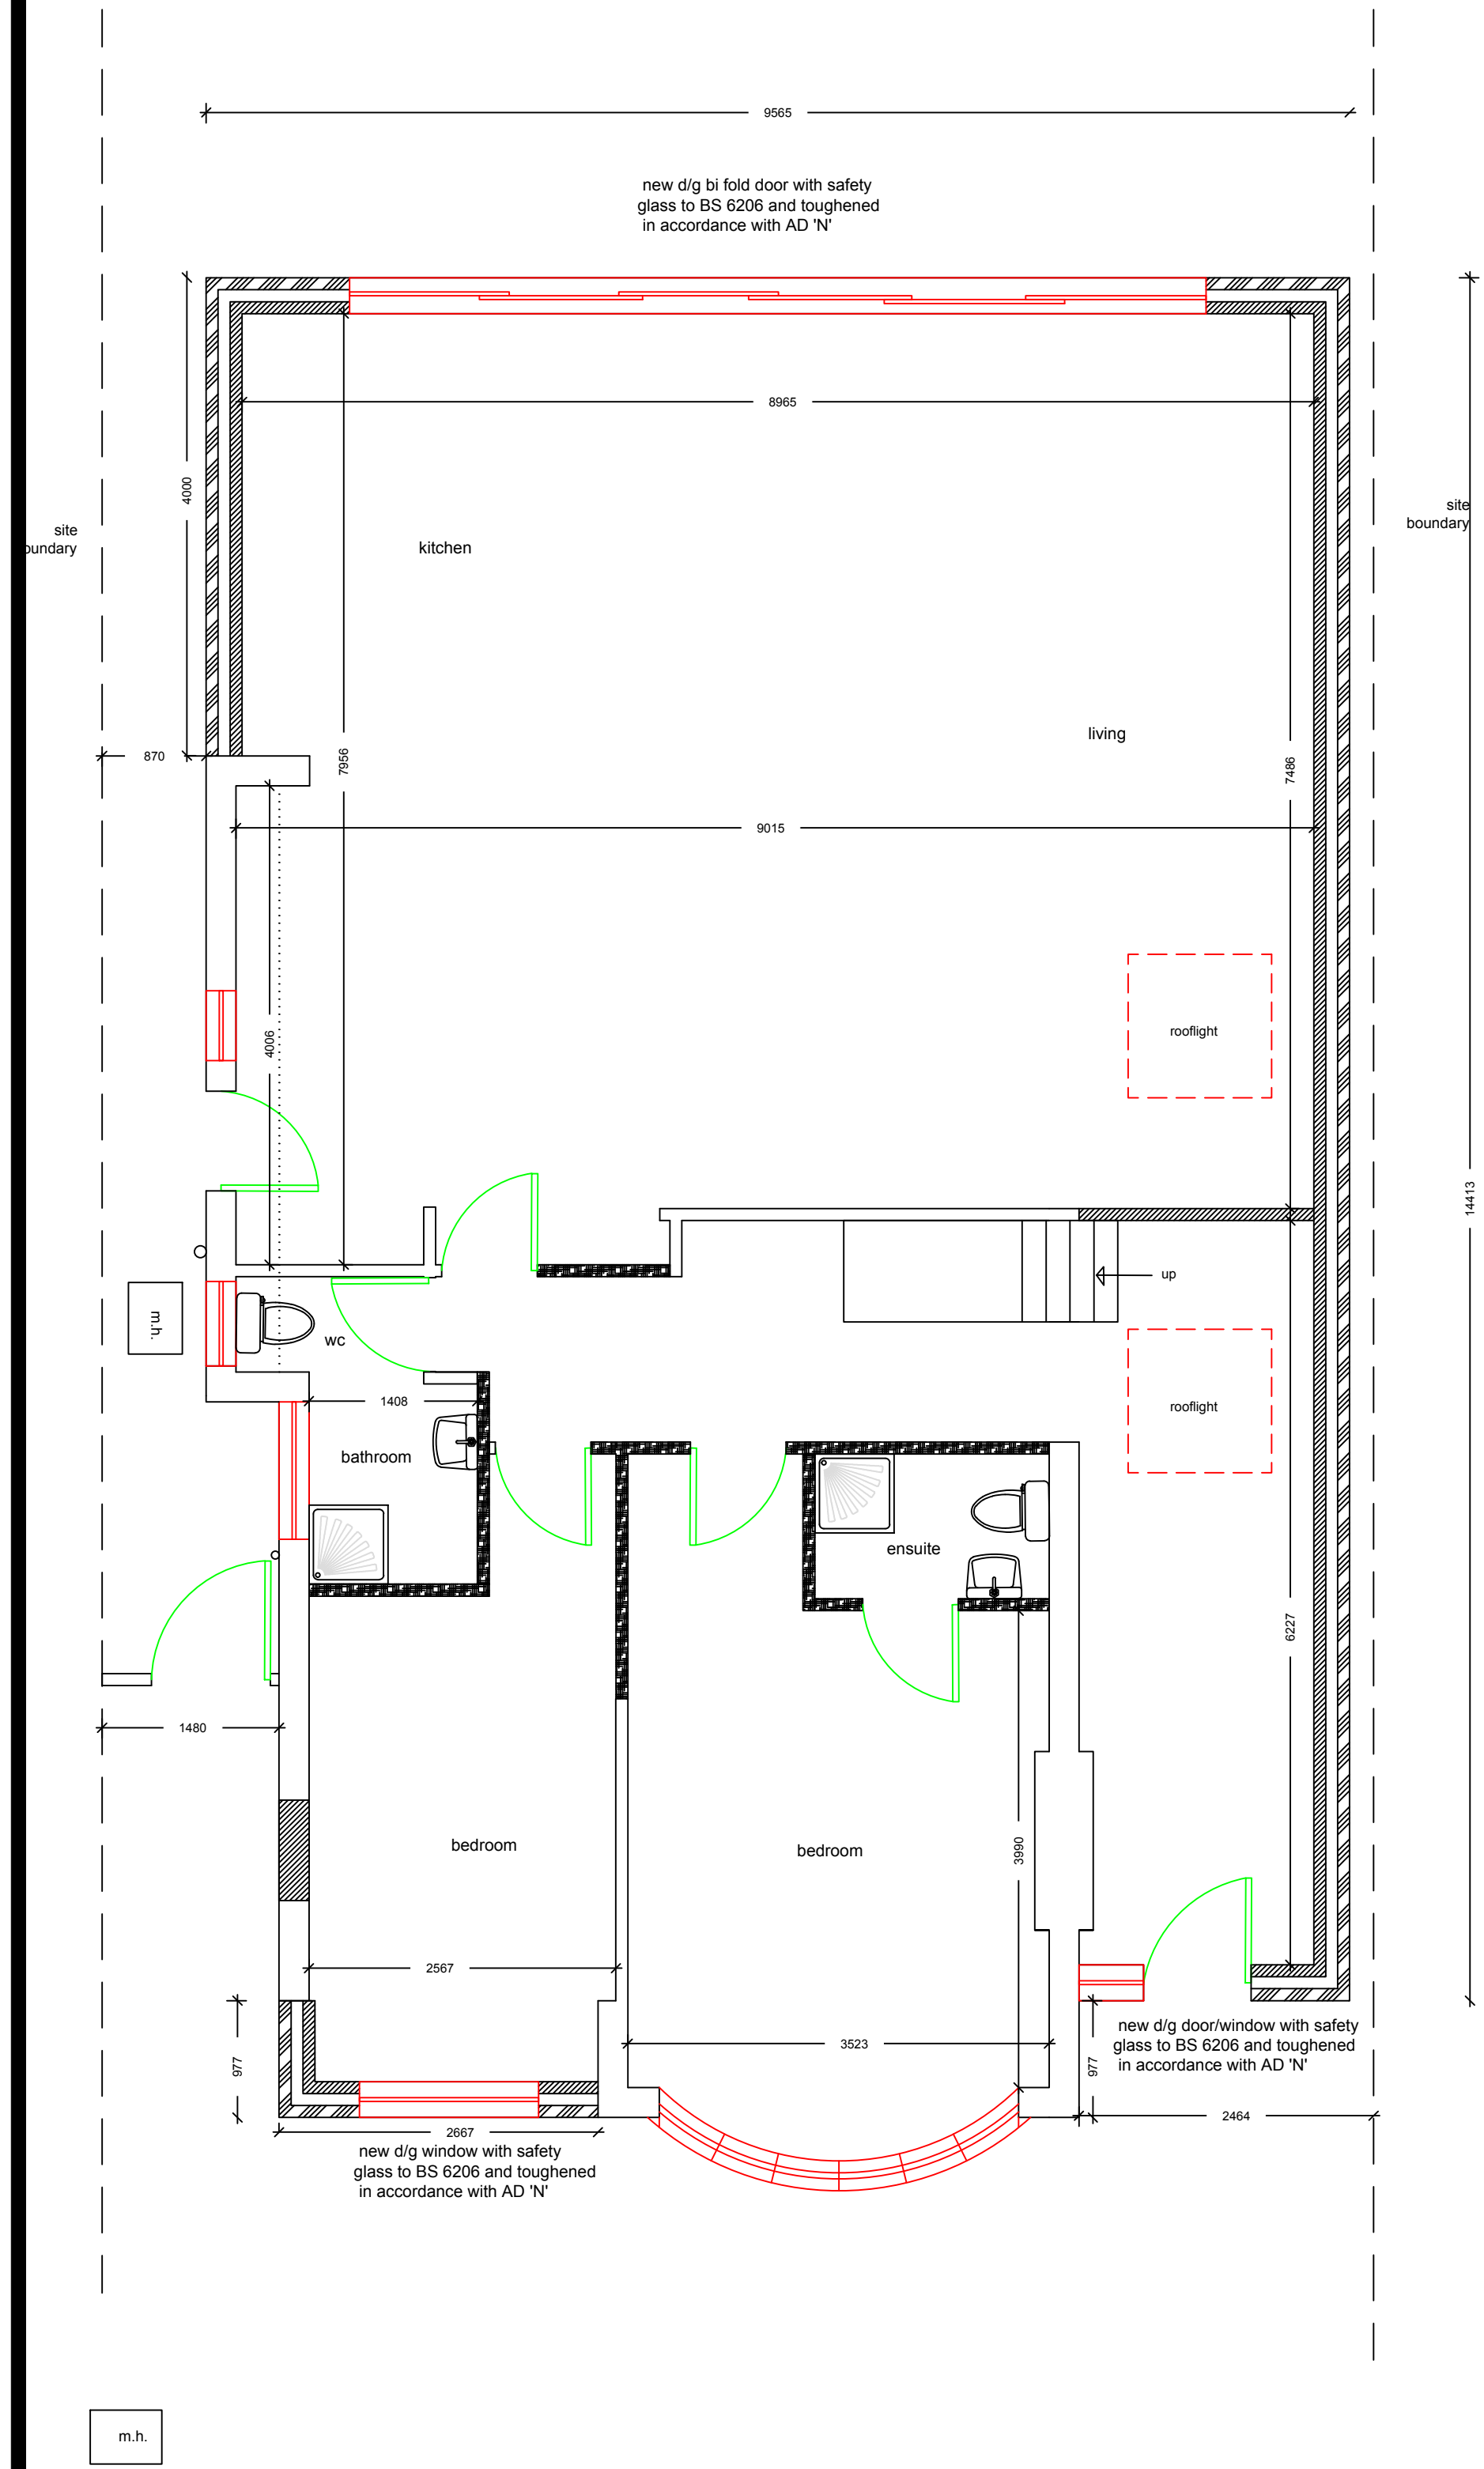 9565
new d/g bi fold door with safety
glass to BS 6206 and toughened
in accordance with AD 'N'
8965
4000
site
boundary
site
oundary
kitchen
living
870
7956
7486
9015
4006
rooflight
14413
up
m.h.
wc
1408
rooflight
bathroom
ensuite
6227
1480
bedroom
bedroom
3990
2567
977
3523
977
new d/g door/window with safety
glass to BS 6206 and toughened
in accordance with AD 'N'
2464
2667
new d/g window with safety
glass to BS 6206 and toughened
in accordance with AD 'N'
m.h.